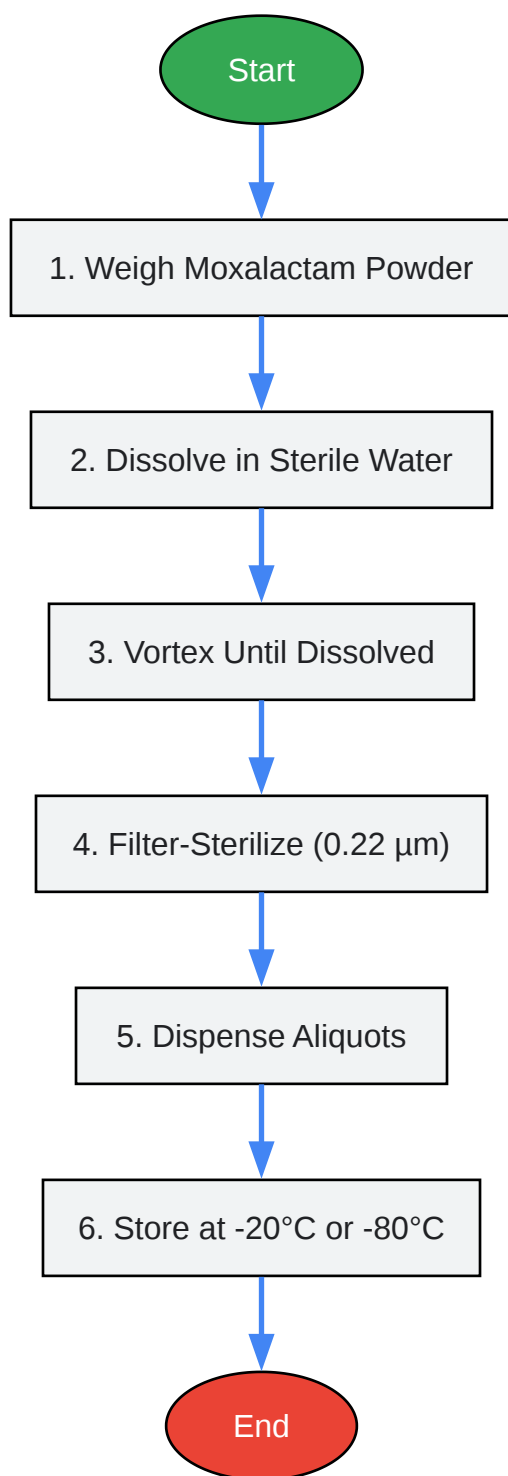 Start
1. Weigh Moxalactam Powder
2. Dissolve in Sterile Water
3. Vortex Until Dissolved
4. Filter-Sterilize (0.22 µm)
5. Dispense Aliquots
6. Store at -20°C or -80°C
End